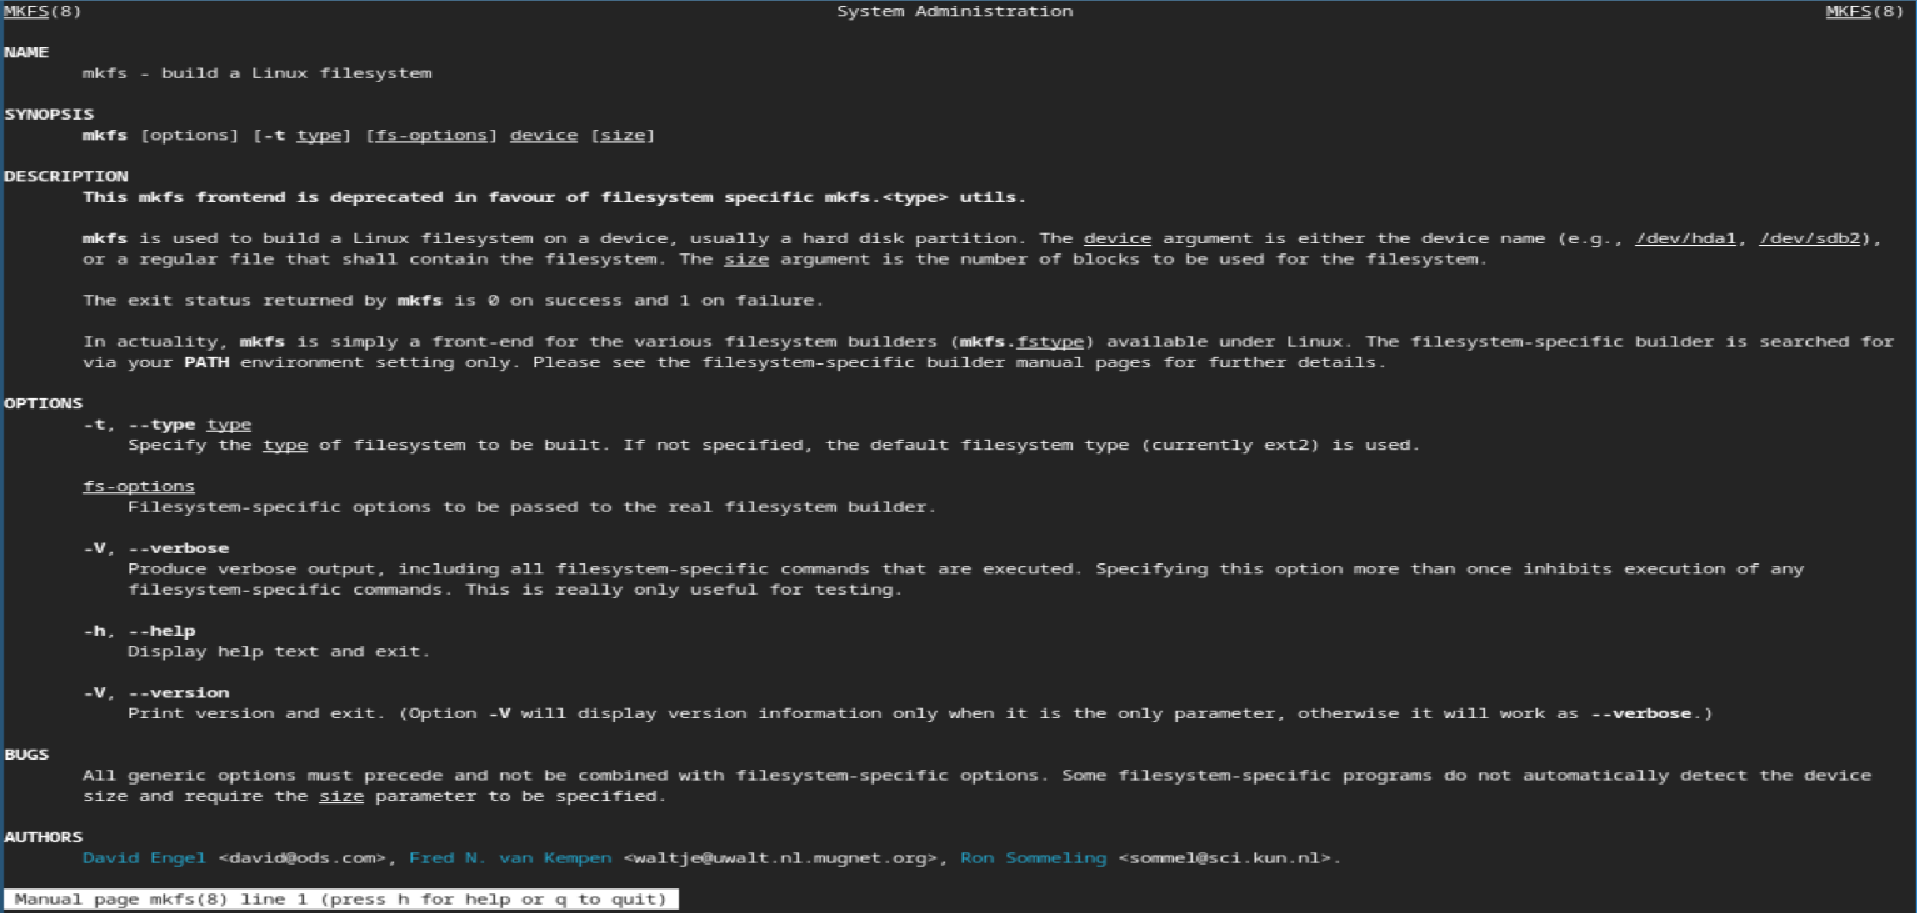 MKFS(8) System Administration MKFS(8)
NAME
mkfs - build a Linux filesystem
SYNOPSIS
mkfs [options] [-t type] [fs-options] device [size]
DESCRIPTION
This mkfs frontend is deprecated in favour of filesystem specific mkfs.<type> utils.
mkfs is used to build a Linux filesystem on a device, usually a hard disk partition. The device argument is either the device name (e.g., /dev/hda1, /dev/sdb2),
or a regular file that shall contain the filesystem. The size argument is the number of blocks to be used for the filesystem.
The exit status returned by mkfs is 0 on success and 1 on failure.
In actuality, mkfs is simply a front-end for the various filesystem builders (mkfs.fstype) available under Linux. The filesystem-specific builder is searched for
via your PATH environment setting only. Please see the filesystem-specific builder manual pages for further details.
OPTIONS
-t, --type type
Specify the type of filesystem to be built. If not specified, the default filesystem type (currently ext2) is used.
fs-options
Filesystem-specific options to be passed to the real filesystem builder.
-V, --verbose
Produce verbose output, including all filesystem-specific commands that are executed. Specifying this option more than once inhibits execution of any
filesystem-specific commands. This is really only useful for testing.
-h, --help
Display help text and exit.
-V, --version
Print version and exit. (Option -V will display version information only when it is the only parameter, otherwise it will work as --verbose.)
BUGS
All generic options must precede and not be combined with filesystem-specific options. Some filesystem-specific programs do not automatically detect the device
size and require the size parameter to be specified.
AUTHORS
David Engel <david@ods.com>, Fred N. van Kempen <waltje@uwalt.nl.mugnet.org>, Ron Sommeling <sommel@sci.kun.nl>.
Manual page mkfs(8) line 1 (press h for help or q to quit)